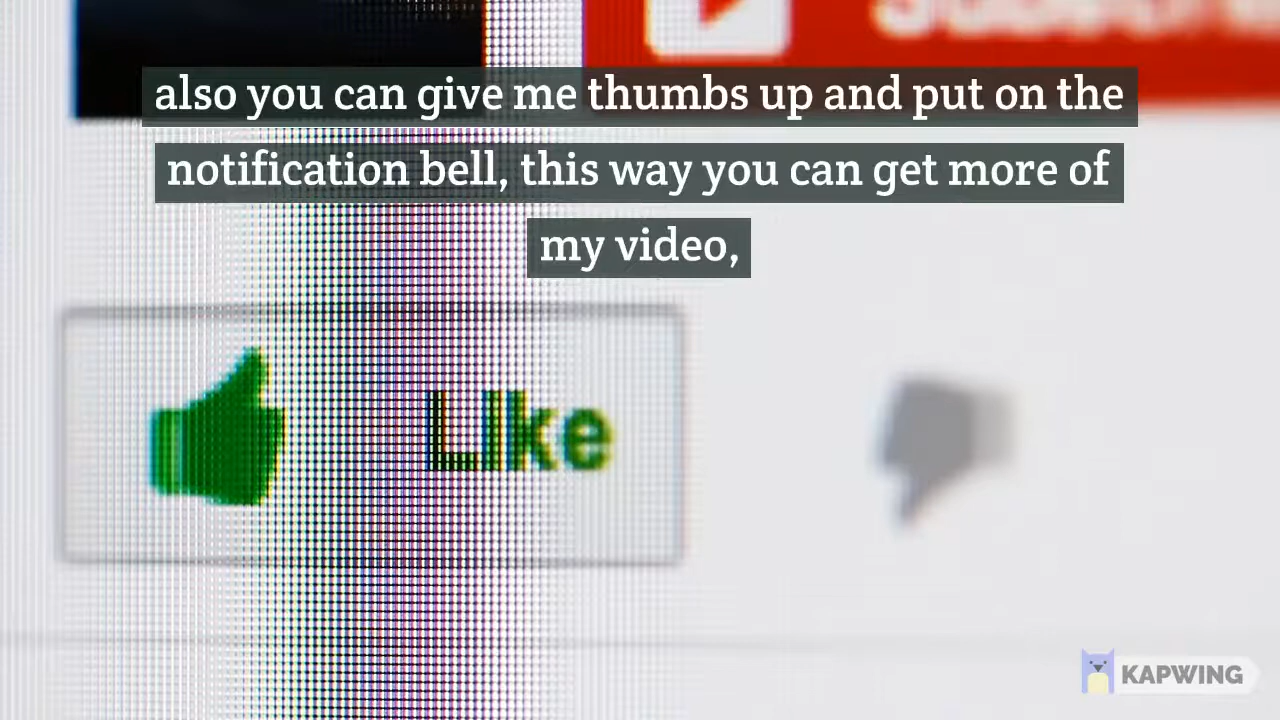 also you can give me thumbs up and put on the
notification bell, this way you can get more of
my video,
Like
KAPWING